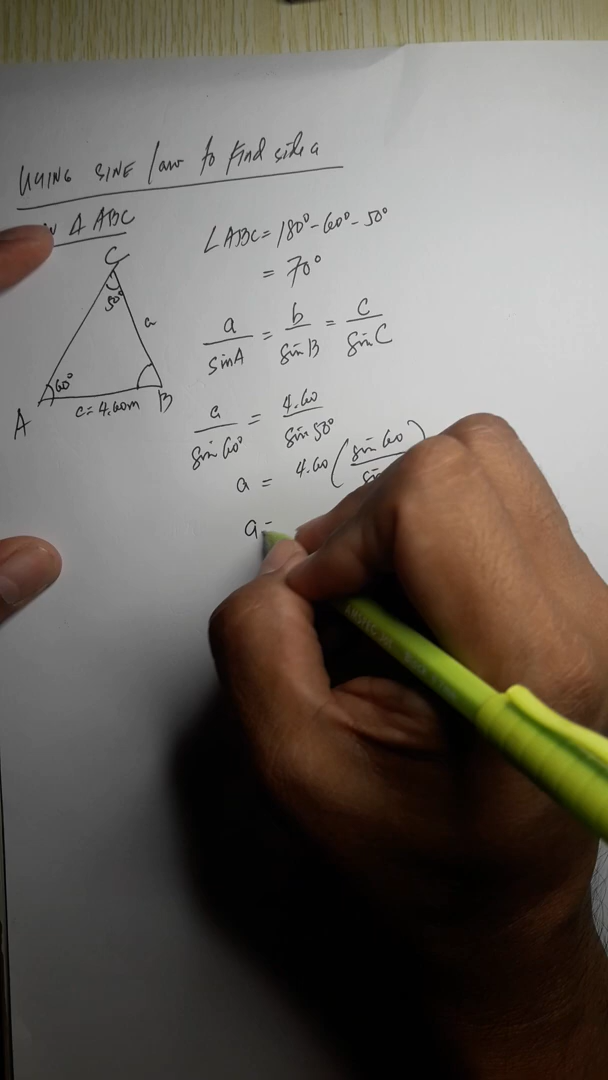 USING SINE law to find side a
IN Δ ABC
∠ABC = 180° - 60° - 50°
= 70°
C
50°
a
60°
A
c = 4.60m
B
a/sinA = b/sinB = c/sinC
a/sin 60° = 4.60/sin 50°
a = 4.60 (sin 60/
a =